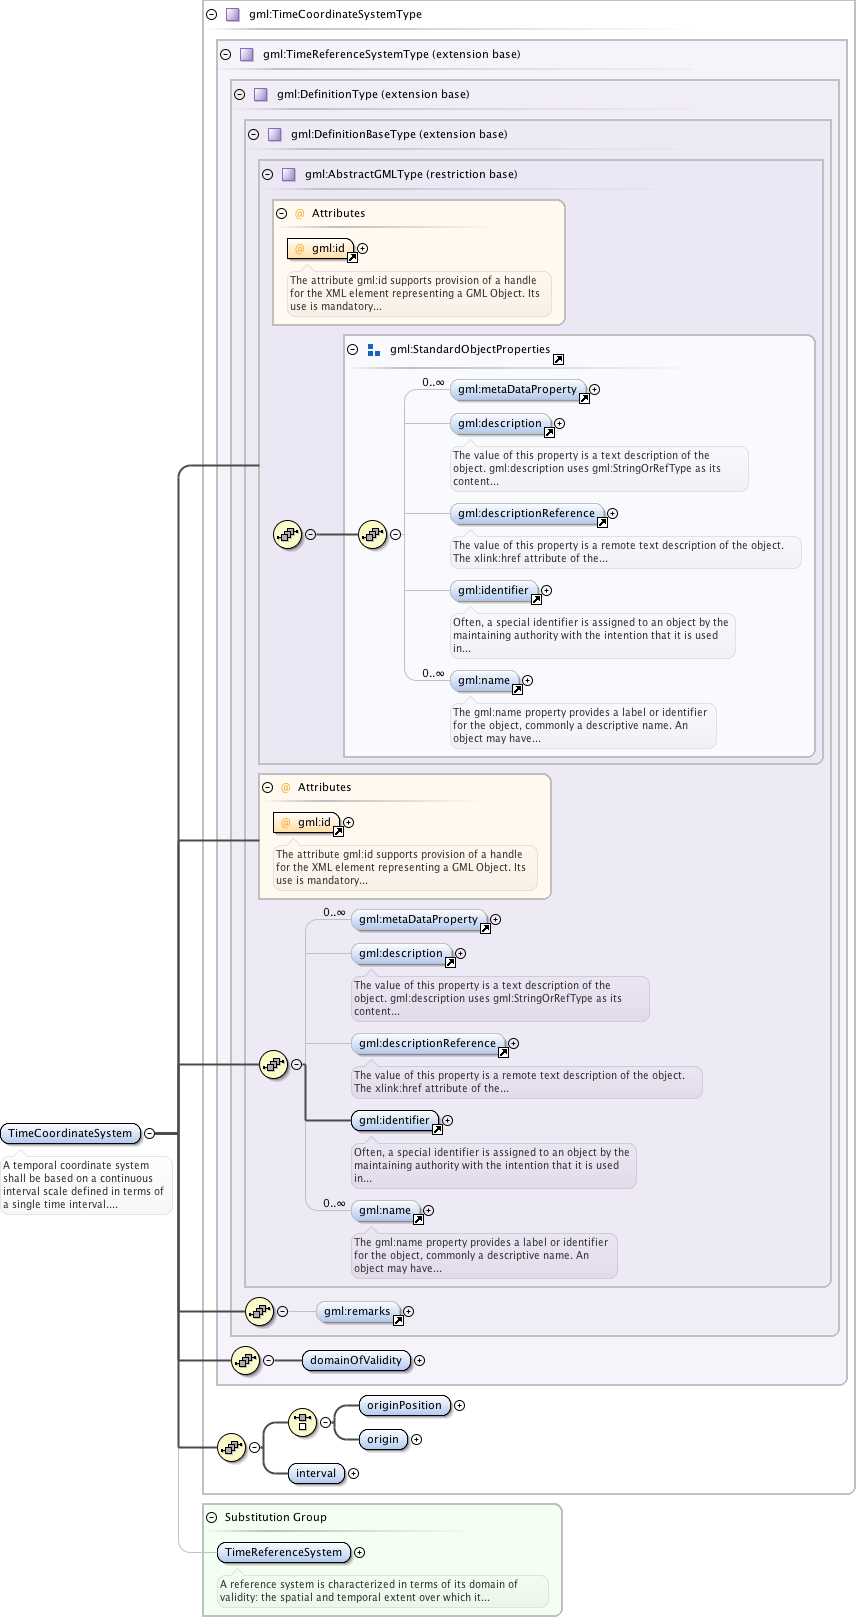 gml:TimeCoordinateSystemType
gml:TimeReferenceSystemType (extension base)
gml:DefinitionType (extension base)
gml:DefinitionBaseType (extension base)
gml:AbstractGMLType (restriction base)
@ Attributes
@ gml:id
The attribute gml:id supports provision of a handle
for the XML element representing a GML Object. Its
use is mandatory...
gml:StandardObjectProperties
0..∞
gml:metaDataProperty
gml:description
The value of this property is a text description of the
object. gml:description uses gml:StringOrRefType as its
content...
gml:descriptionReference
The value of this property is a remote text description of the object.
The xlink:href attribute of the...
gml:identifier
Often, a special identifier is assigned to an object by the
maintaining authority with the intention that it is used
in...
0..∞
gml:name
The gml:name property provides a label or identifier
for the object, commonly a descriptive name. An
object may have...
@ Attributes
@ gml:id
The attribute gml:id supports provision of a handle
for the XML element representing a GML Object. Its
use is mandatory...
0..∞
gml:metaDataProperty
gml:description
The value of this property is a text description of the
object. gml:description uses gml:StringOrRefType as its
content...
gml:descriptionReference
The value of this property is a remote text description of the object.
The xlink:href attribute of the...
gml:identifier
Often, a special identifier is assigned to an object by the
maintaining authority with the intention that it is used
in...
0..∞
gml:name
The gml:name property provides a label or identifier
for the object, commonly a descriptive name. An
object may have...
TimeCoordinateSystem
A temporal coordinate system
shall be based on a continuous
interval scale defined in terms of
a single time interval....
gml:remarks
domainOfValidity
originPosition
origin
interval
Substitution Group
TimeReferenceSystem
A reference system is characterized in terms of its domain of
validity: the spatial and temporal extent over which it...